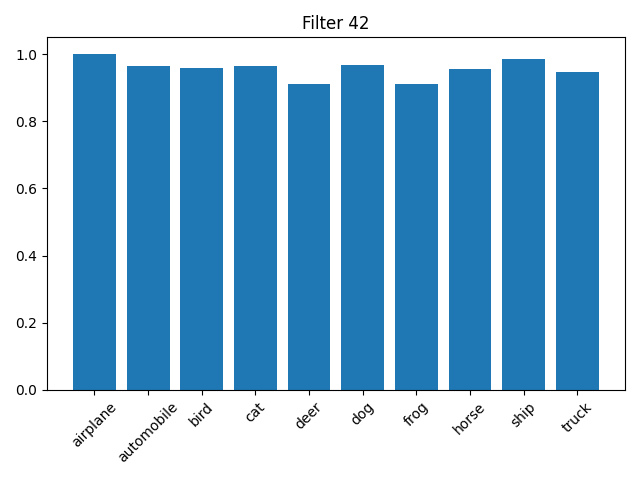 Filter 42
1.0
0.8
0.6
0.4
0.2
0.0
airplane
automobile
bird
cat
deer
dog
frog
horse
ship
truck